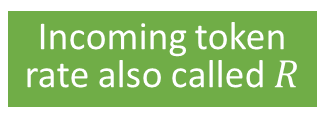 Incoming token
rate also called R